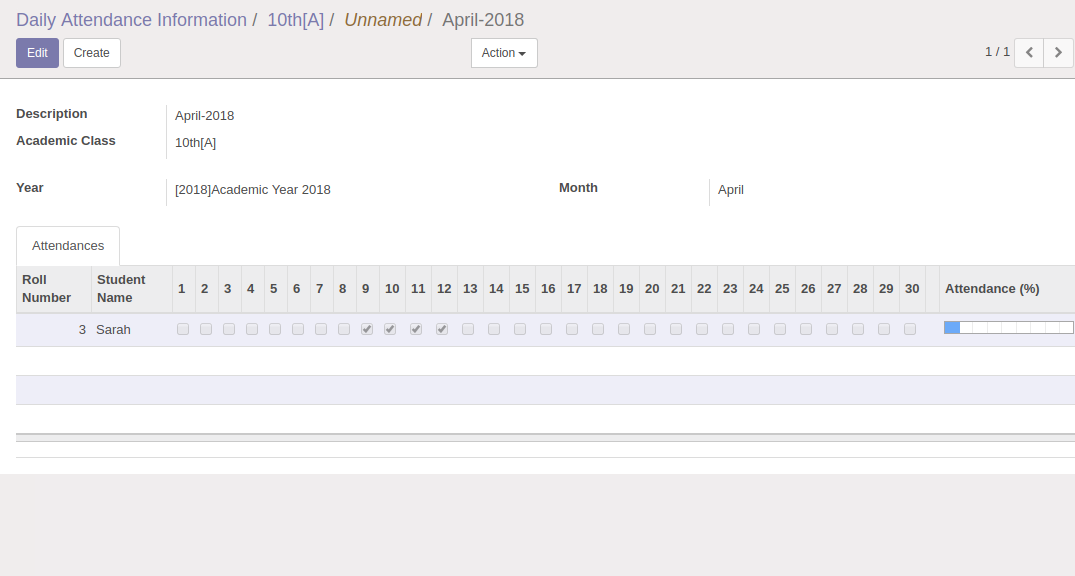 Daily Attendance Information / 10th[A] / Unnamed / April-2018
Edit Create Action 1 / 1
Description April-2018
Academic Class 10th[A]
Year [2018]Academic Year 2018 Month April
Attendances
Roll Number Student Name 1 2 3 4 5 6 7 8 9 10 11 12 13 14 15 16 17 18 19 20 21 22 23 24 25 26 27 28 29 30 Attendance (%)
3 Sarah